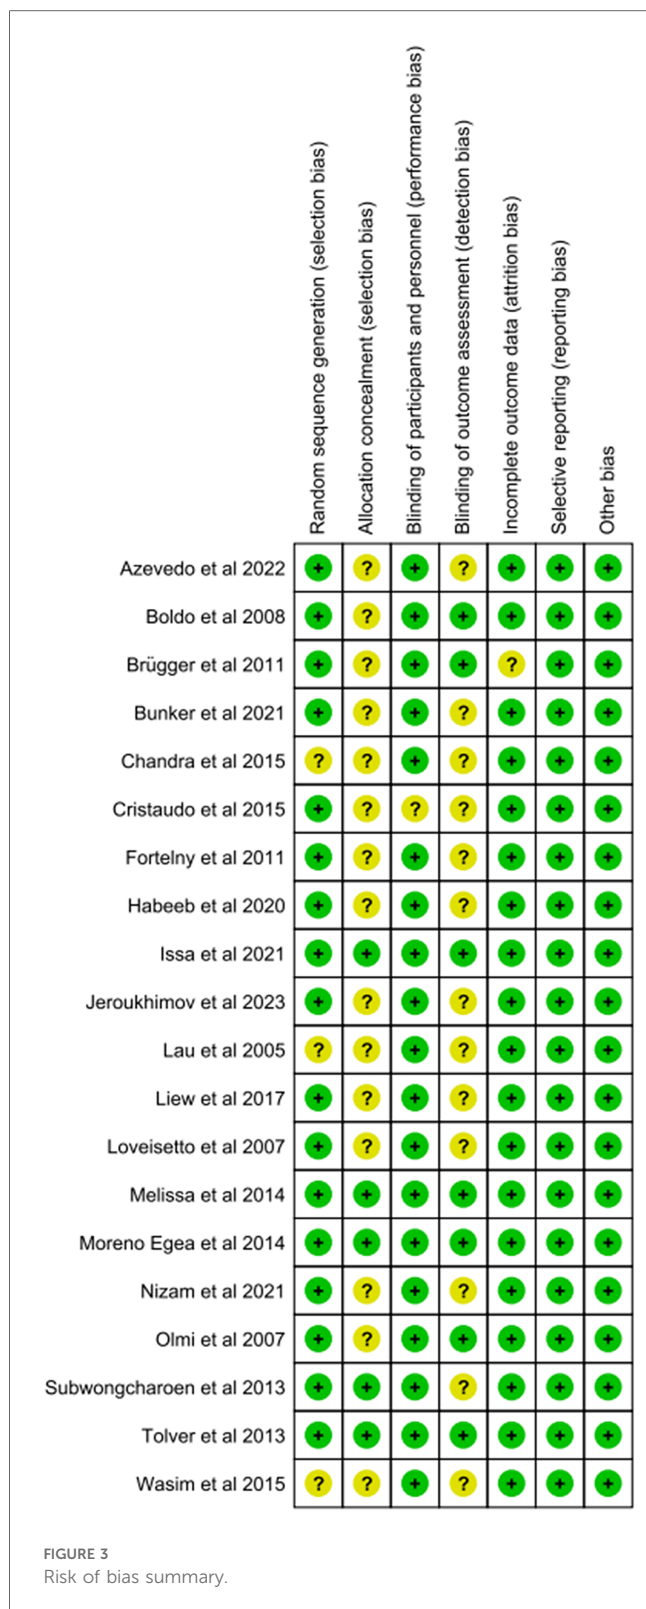 Random sequence generation (selection bias)
Allocation concealment (selection bias)
Blinding of participants and personnel (performance bias)
Blinding of outcome assessment (detection bias)
Incomplete outcome data (attrition bias)
Selective reporting (reporting bias)
Other bias
Azevedo et al 2022 + ? + ? + + +
Boldo et al 2008 + ? + + + + +
Brügger et al 2011 + ? + + ? + +
Bunker et al 2021 + ? + ? + + +
Chandra et al 2015 ? ? + ? + + +
Cristaudo et al 2015 + ? ? ? + + +
Fortelny et al 2011 + ? + ? + + +
Habeeb et al 2020 + ? + ? + + +
Issa et al 2021 + + + + + + +
Jeroukhimov et al 2023 + ? + ? + + +
Lau et al 2005 ? ? + ? + + +
Liew et al 2017 + ? + ? + + +
Loveisetto et al 2007 + ? + ? + + +
Melissa et al 2014 + + + + + + +
Moreno Egea et al 2014 + + + + + + +
Nizam et al 2021 + ? + ? + + +
Olmi et al 2007 + ? + + + + +
Subwongcharoen et al 2013 + + + ? + + +
Tolver et al 2013 + + + + + + +
Wasim et al 2015 ? ? + ? + + +
FIGURE 3
Risk of bias summary.